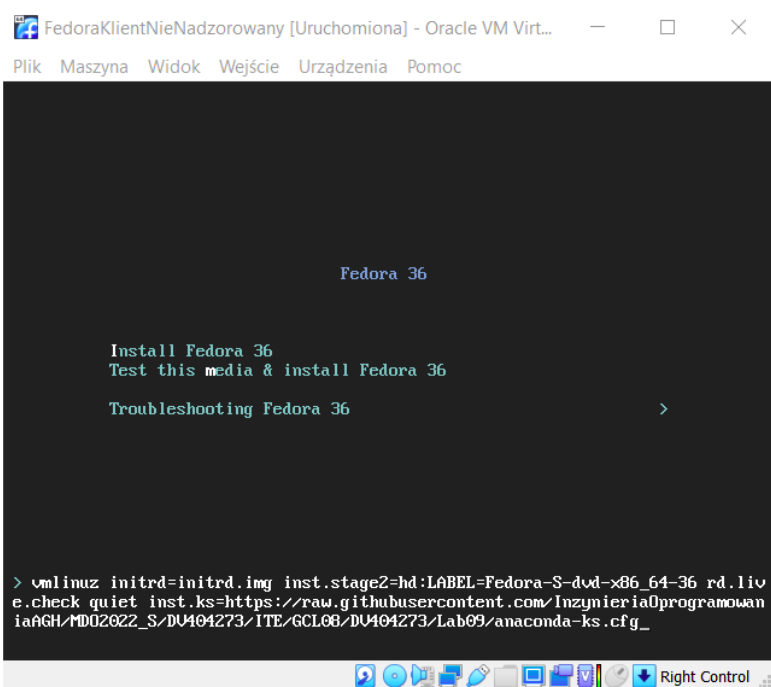 FedoraKlientNieNadzorowany [Uruchomiona] - Oracle VM Virt...
Plik Maszyna Widok Wejście Urządzenia Pomoc
Fedora 36
Install Fedora 36
Test this media & install Fedora 36
Troubleshooting Fedora 36 >
> vmlinuz initrd=initrd.img inst.stage2=hd:LABEL=Fedora-S-dvd-x86_64-36 rd.liv
e.check quiet inst.ks=https://raw.githubusercontent.com/InzynieriaOprogramowan
iaAGH/MDO2022_S/DV404273/ITE/GCL08/DV404273/Lab09/anaconda-ks.cfg_
Right Control